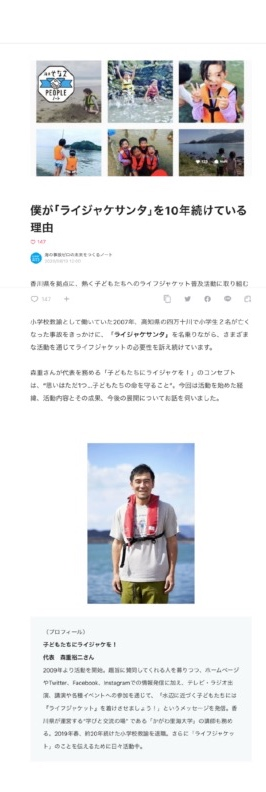 海のそなえ
PEOPLE
僕が「ライジャケサンタ」を10年続けている
理由
♡ 147
海の事故ゼロの未来をつくるノート
香川県を拠点に、熱く子どもたちへのライフジャケット普及活動に取り組む
♡ 147
小学校教諭として働いていた2007年、高知県の四万十川で小学生２名が亡く
なった事故をきっかけに、『ライジャケサンタ』を名乗りながら、さまざま
な活動を通じてライフジャケットの必要性を訴え続けています。
森重さんが代表を務める「子どもたちにライジャケを！」のコンセプト
は、“思いはただ1つ…子どもたちの命を守ること”。今回は活動を始めた経
緯、活動内容とその成果、今後の展開についてお話を伺いました。
（プロフィール）
子どもたちにライジャケを！
代表　森重裕二さん
2009年より活動を開始。趣旨に賛同してくれる人を募りつつ、ホームページ
やTwitter、Facebook、Instagramでの情報発信に加え、テレビ・ラジオ出
演、講演や各種イベントへの参加を通じて、『水辺に近づく子どもたちには
『ライフジャケット』を着けさせましょう！』というメッセージを発信。香
川県が運営する“学びと交流の場” である「かがわ里海大学」の講師も務め
る。2019年春、約20年続けた小学校教諭を退職。さらに「ライフジャケッ
ト」のことを伝えるために日々活動中。